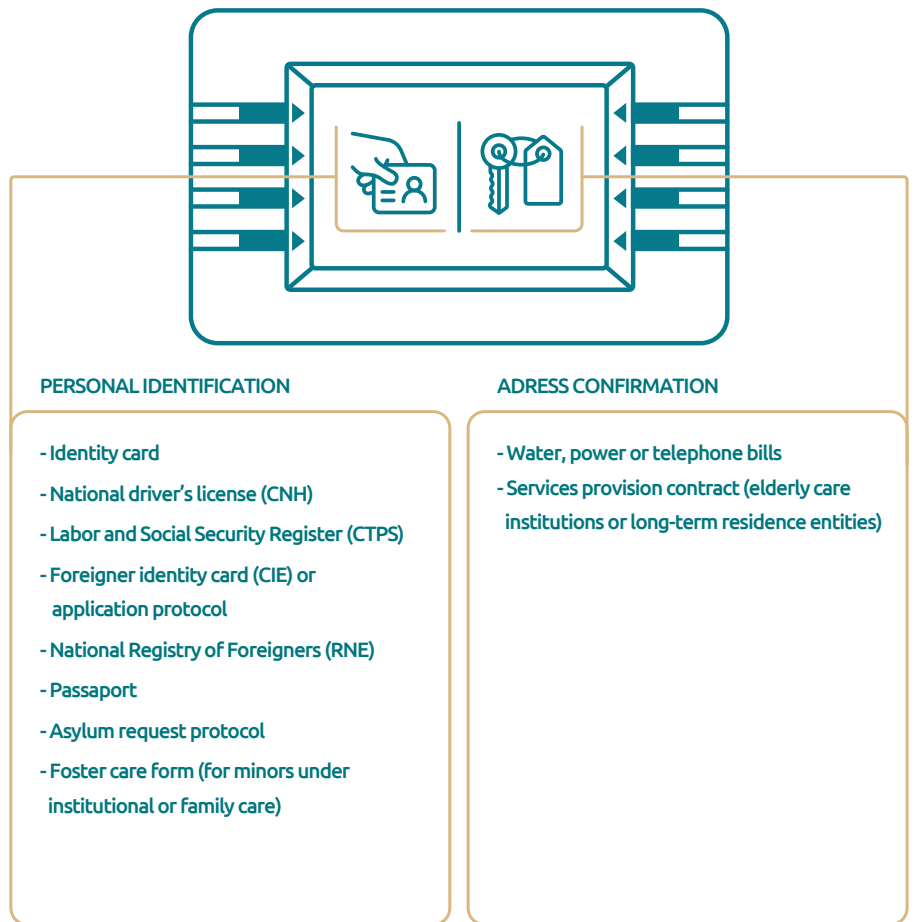 PERSONAL IDENTIFICATION
- Identity card
- National driver’s license (CNH)
- Labor and Social Security Register (CTPS)
- Foreigner identity card (CIE) or
application protocol
- National Registry of Foreigners (RNE)
- Passaport
- Asylum request protocol
- Foster care form (for minors under
institutional or family care)
ADRESS CONFIRMATION
- Water, power or telephone bills
- Services provision contract (elderly care
institutions or long-term residence entities)